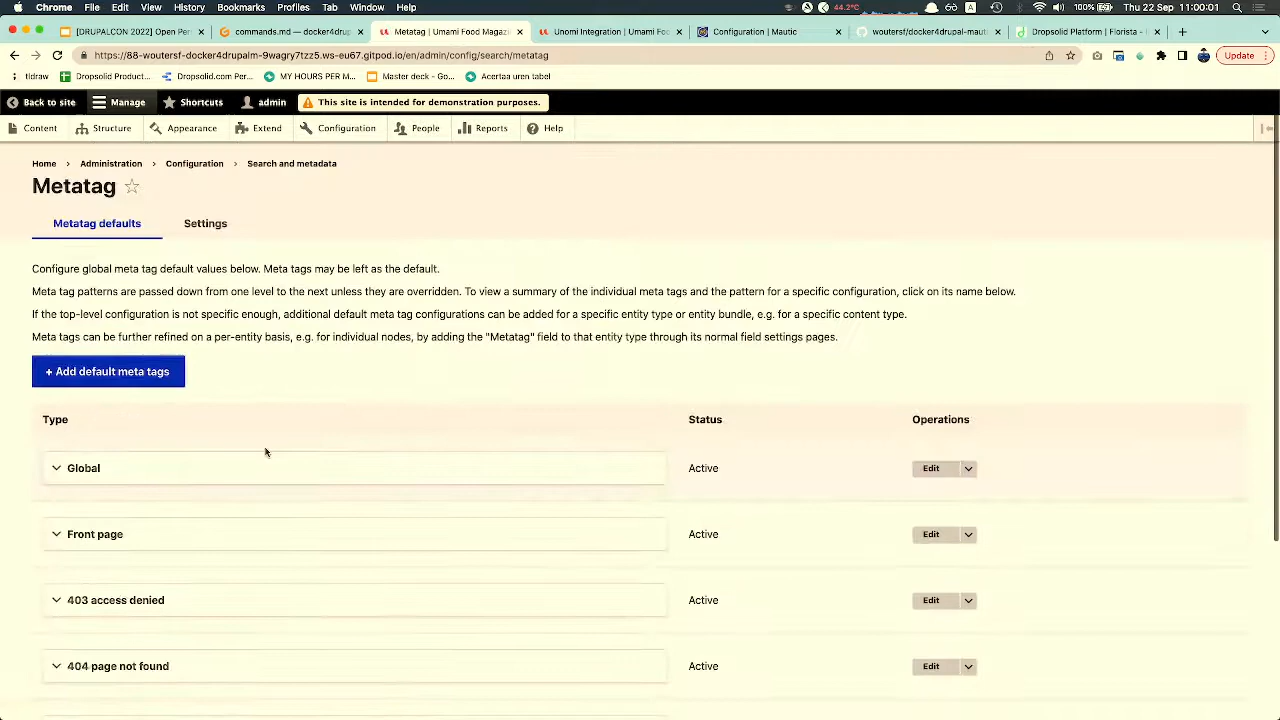 Chrome File Edit View History Bookmarks Profiles Tab Window Help 44.2°C A 100% Thu 22 Sep 11:00:01
[DRUPALCON 2022] Open Per commands.md — docker4drup Metatag | Umami Food Magazi Unomi Integration | Umami Foo Configuration | Mautic woutersf/docker4drupal-maut Dropsolid Platform | Florista -
https://88-woutersf-docker4drupalm-9wagry7tzz5.ws-eu67.gitpod.io/en/admin/config/search/metatag Update
tldraw Dropsolid Product... Dropsolid.com Per... MY HOURS PER M... Master deck - Go... Acertaa uren tabel
Back to site Manage Shortcuts admin This site is intended for demonstration purposes.
Content Structure Appearance Extend Configuration People Reports Help
Home > Administration > Configuration > Search and metadata
Metatag
Metatag defaults Settings
Configure global meta tag default values below. Meta tags may be left as the default.
Meta tag patterns are passed down from one level to the next unless they are overridden. To view a summary of the individual meta tags and the pattern for a specific configuration, click on its name below.
If the top-level configuration is not specific enough, additional default meta tag configurations can be added for a specific entity type or entity bundle, e.g. for a specific content type.
Meta tags can be further refined on a per-entity basis, e.g. for individual nodes, by adding the "Metatag" field to that entity type through its normal field settings pages.
+ Add default meta tags
Type Status Operations
Global Active Edit
Front page Active Edit
403 access denied Active Edit
404 page not found Active Edit